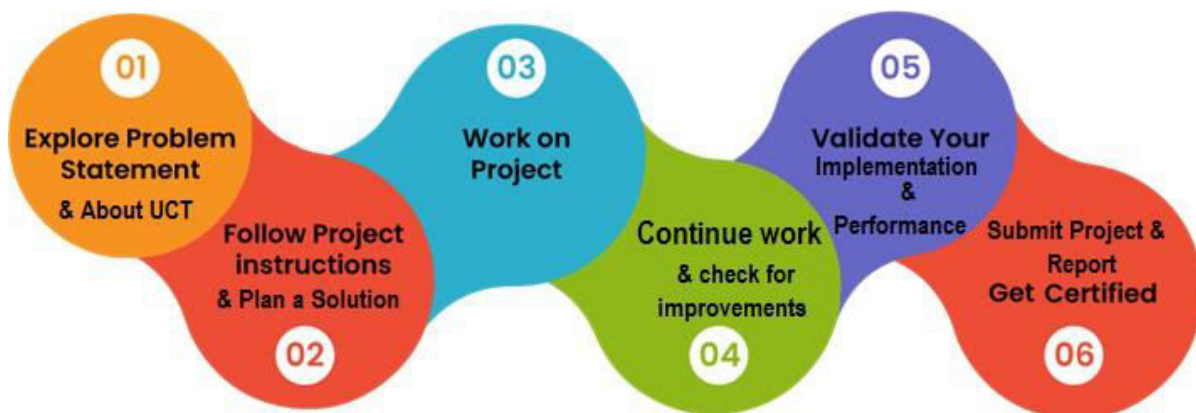 01
Explore Problem
Statement
& About UCT
Follow Project
instructions
& Plan a Solution
02
03
Work on
Project
Continue work
& check for
improvements
04
05
Validate Your
Implementation
&
Performance
Submit Project &
Report
Get Certified
06